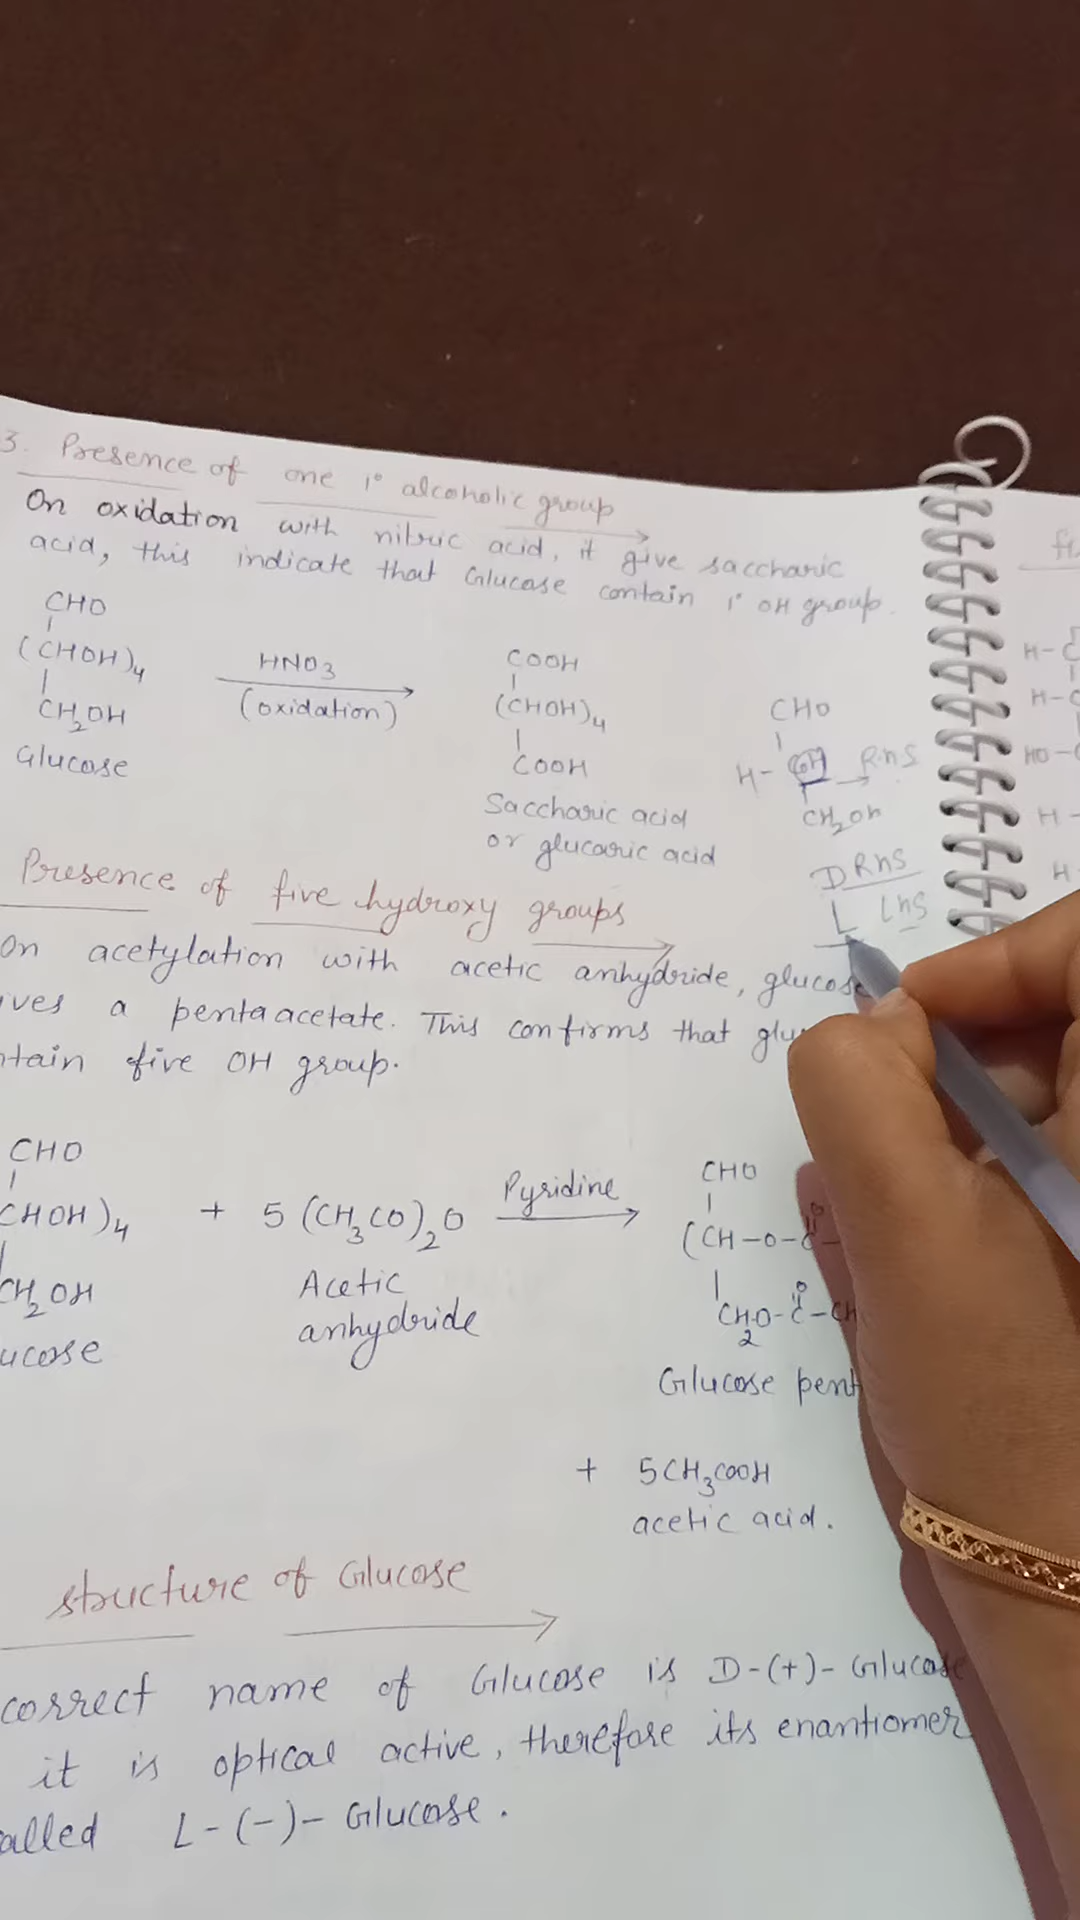 3. Presence of one 1° alcoholic group
On oxidation with nitric acid, it give saccharic
acid, this indicate that Glucose contain 1° OH group.
CHO
(CHOH)4
CH2OH
Glucose
HNO3
(oxidation)
COOH
(CHOH)4
COOH
Saccharic acid
or glucaric acid
CHO
H- OH → RHS
CH2OH
D RHS
L LHS
Presence of five hydroxy groups
On acetylation with acetic anhydride, glucose
ives a pentaacetate. This confirms that glu
ntain five OH group.
CHO
CHOH)4
CH2OH
ucose
+ 5 (CH3CO)2O
Acetic
anhydride
Pyridine
CHO
(CH-O-C-
O
CH2O-C-CH
O
Glucose pent
+ 5CH3COOH
acetic acid.
structure of Glucose
correct name of Glucose is D-(+)-Glucose
it is optical active, therefore its enantiomer
alled L-(-)-Glucose.
H-C
H-C
HO-C
H-
H-